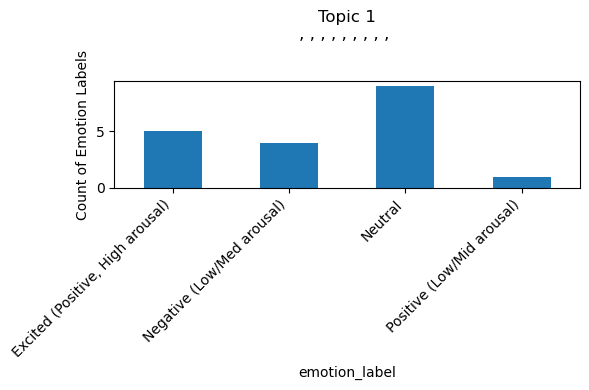 Topic 1
, , , , , , , , ,
Count of Emotion Labels
5
0
Excited (Positive, High arousal)
Negative (Low/Med arousal)
Neutral
Positive (Low/Mid arousal)
emotion_label